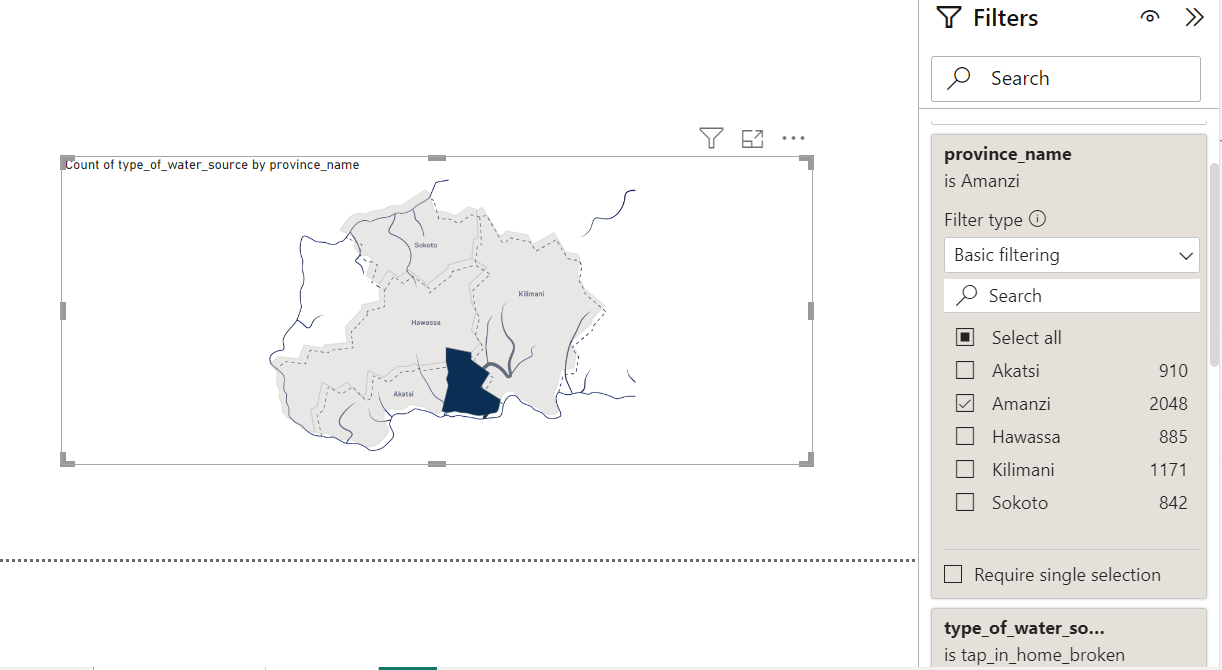 Filters
Search
Count of type_of_water_source by province_name
Sokoto
Kilimani
Hawassa
Akatsi
province_name
is Amanzi
Filter type
Basic filtering
Search
Select all
Akatsi 910
Amanzi 2048
Hawassa 885
Kilimani 1171
Sokoto 842
Require single selection
type_of_water_so...
is tap_in_home_broken